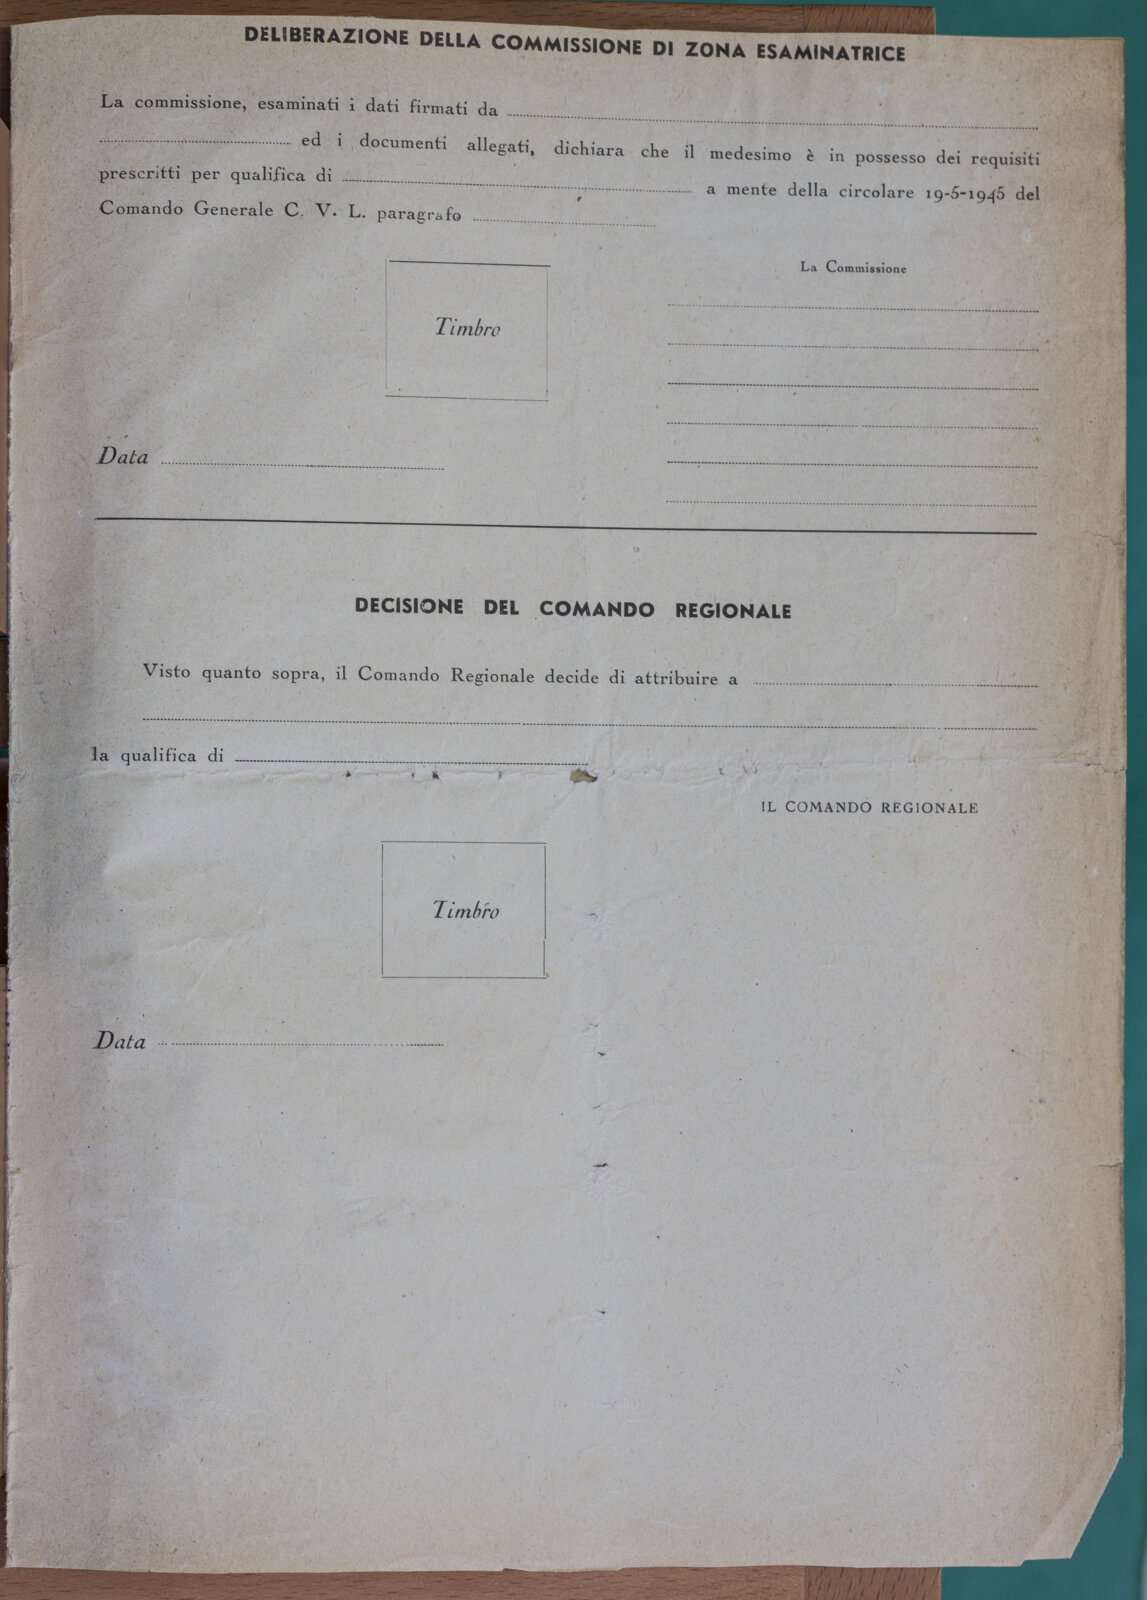 DELIBERAZIONE DELLA COMMISSIONE DI ZONA ESAMINATRICE
La commissione, esaminati i dati firmati da
ed i documenti allegati, dichiara che il medesimo è in possesso dei requisiti
prescritti per qualifica di a mente della circolare 19-5-1945 del
Comando Generale C. V. L. paragrafo
La Commissione
Timbro
Data
DECISIONE DEL COMANDO REGIONALE
Visto quanto sopra, il Comando Regionale decide di attribuire a
la qualifica di
IL COMANDO REGIONALE
Timbro
Data